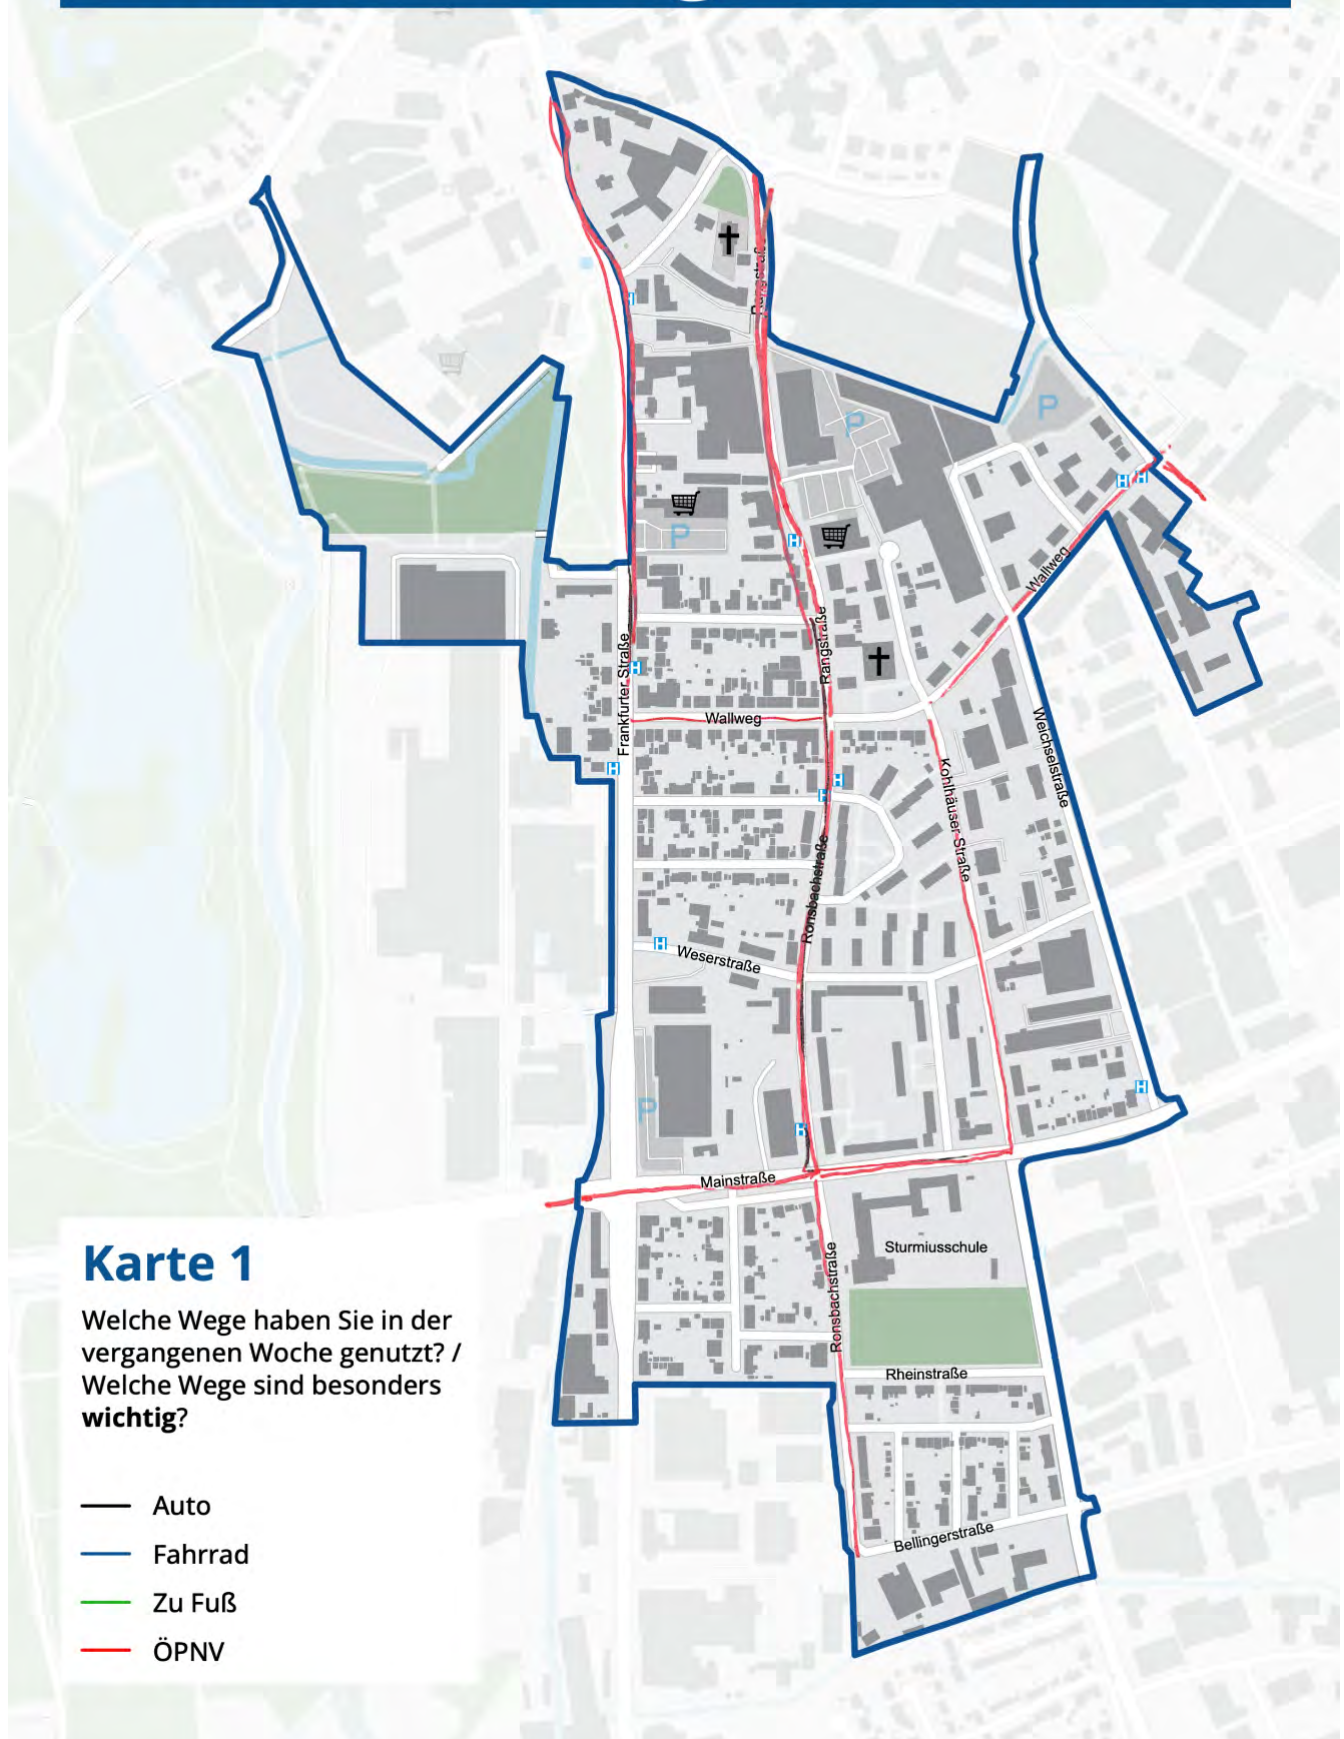 Rangstraße
P
P
P
H
H
H
Wallweg
Rangstraße
Frankfurter Straße
H
Wallweg
Weichselstraße
H
H
H
Kohlhäuser Straße
Ronsbachstraße
H
Weserstraße
H
P
H
Mainstraße
Sturmiusschule
Ronsbachstraße
Rheinstraße
Bellingerstraße
Karte 1
Welche Wege haben Sie in der
vergangenen Woche genutzt? /
Welche Wege sind besonders
wichtig?
Auto
Fahrrad
Zu Fuß
ÖPNV